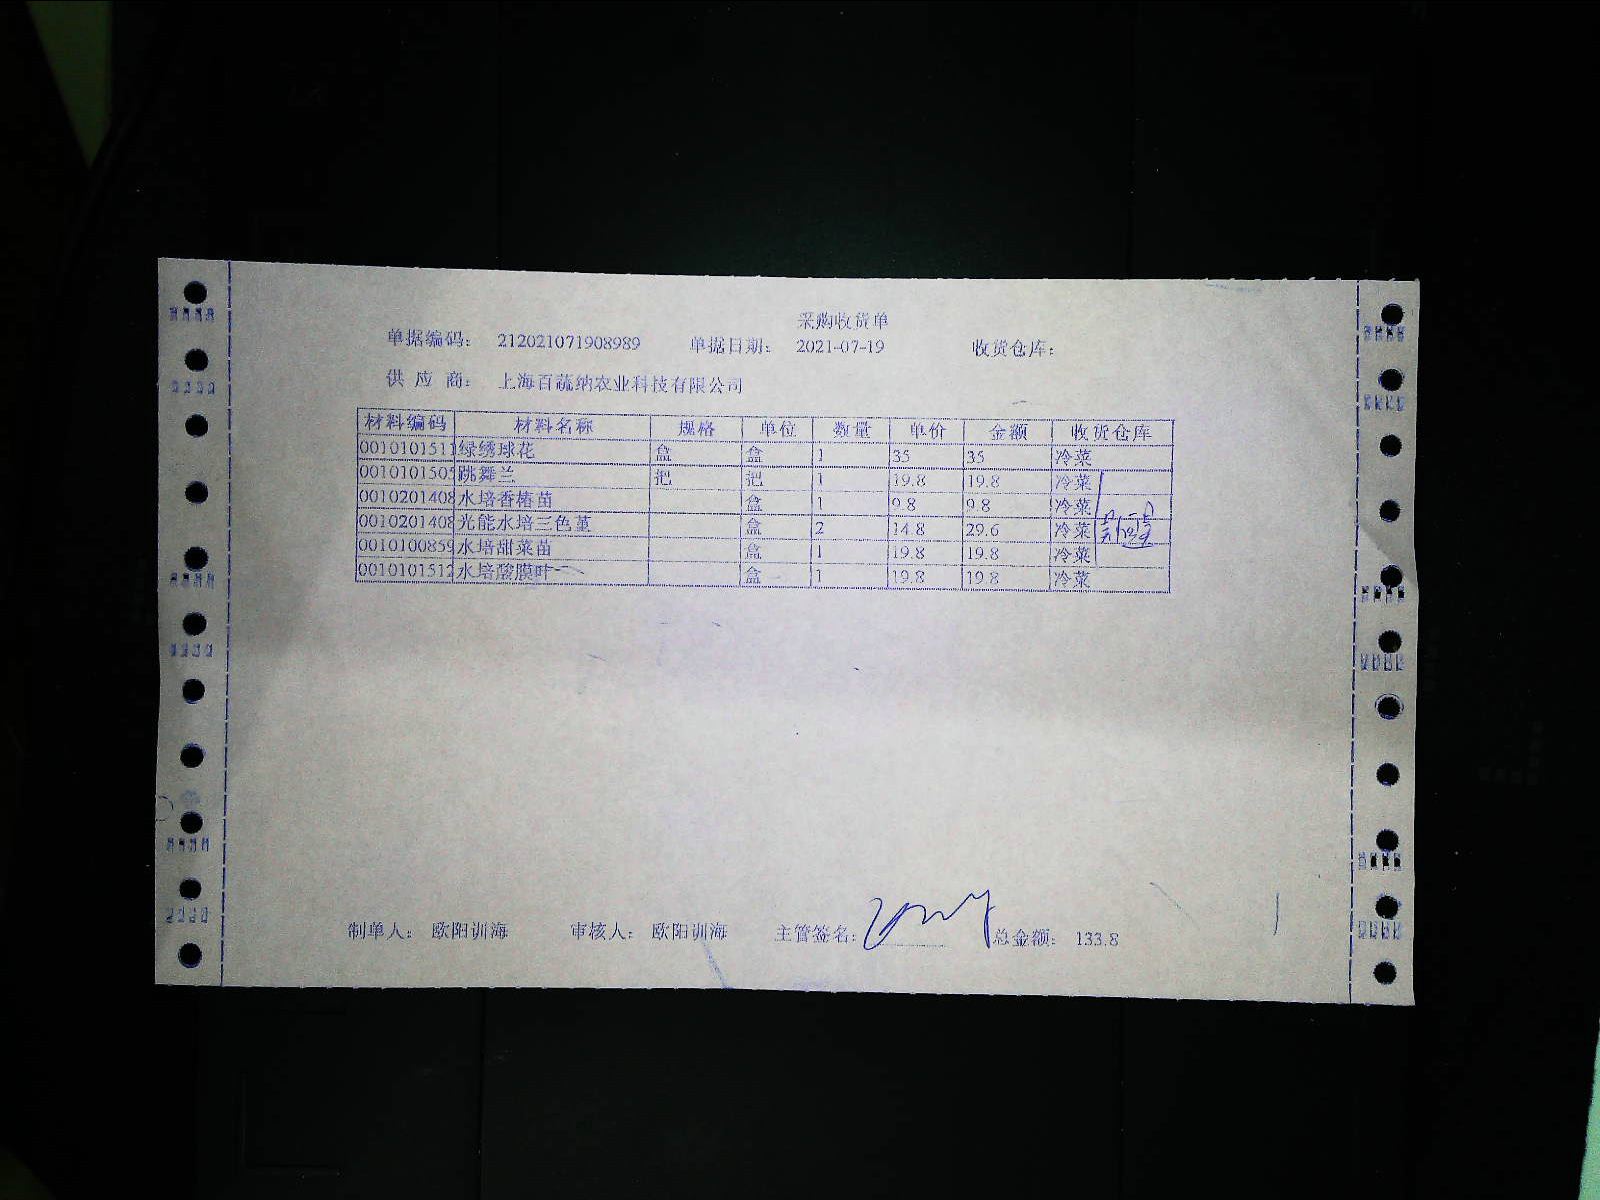 采购收货单
单据编码： 212021071908989 单据日期： 2021-07-19 收货仓库：
供 应 商： 上海百蔬纳农业科技有限公司
材料编码 材料名称 规格 单位 数量 单价 金额 收货仓库
0010101511 绿绣球花 盒 盒 1 35 35 冷菜
0010101505 跳舞兰 把 把 1 19.8 19.8 冷菜
0010201408 水培香椿苗 盒 1 9.8 9.8 冷菜
0010201408 光能水培三色堇 盒 2 14.8 29.6 冷菜
0010100859 水培甜菜苗 盒 1 19.8 19.8 冷菜
0010101512 水培酸膜叶 盒 1 19.8 19.8 冷菜
制单人： 欧阳训海 审核人： 欧阳训海 主管签名： 总金额： 133.8